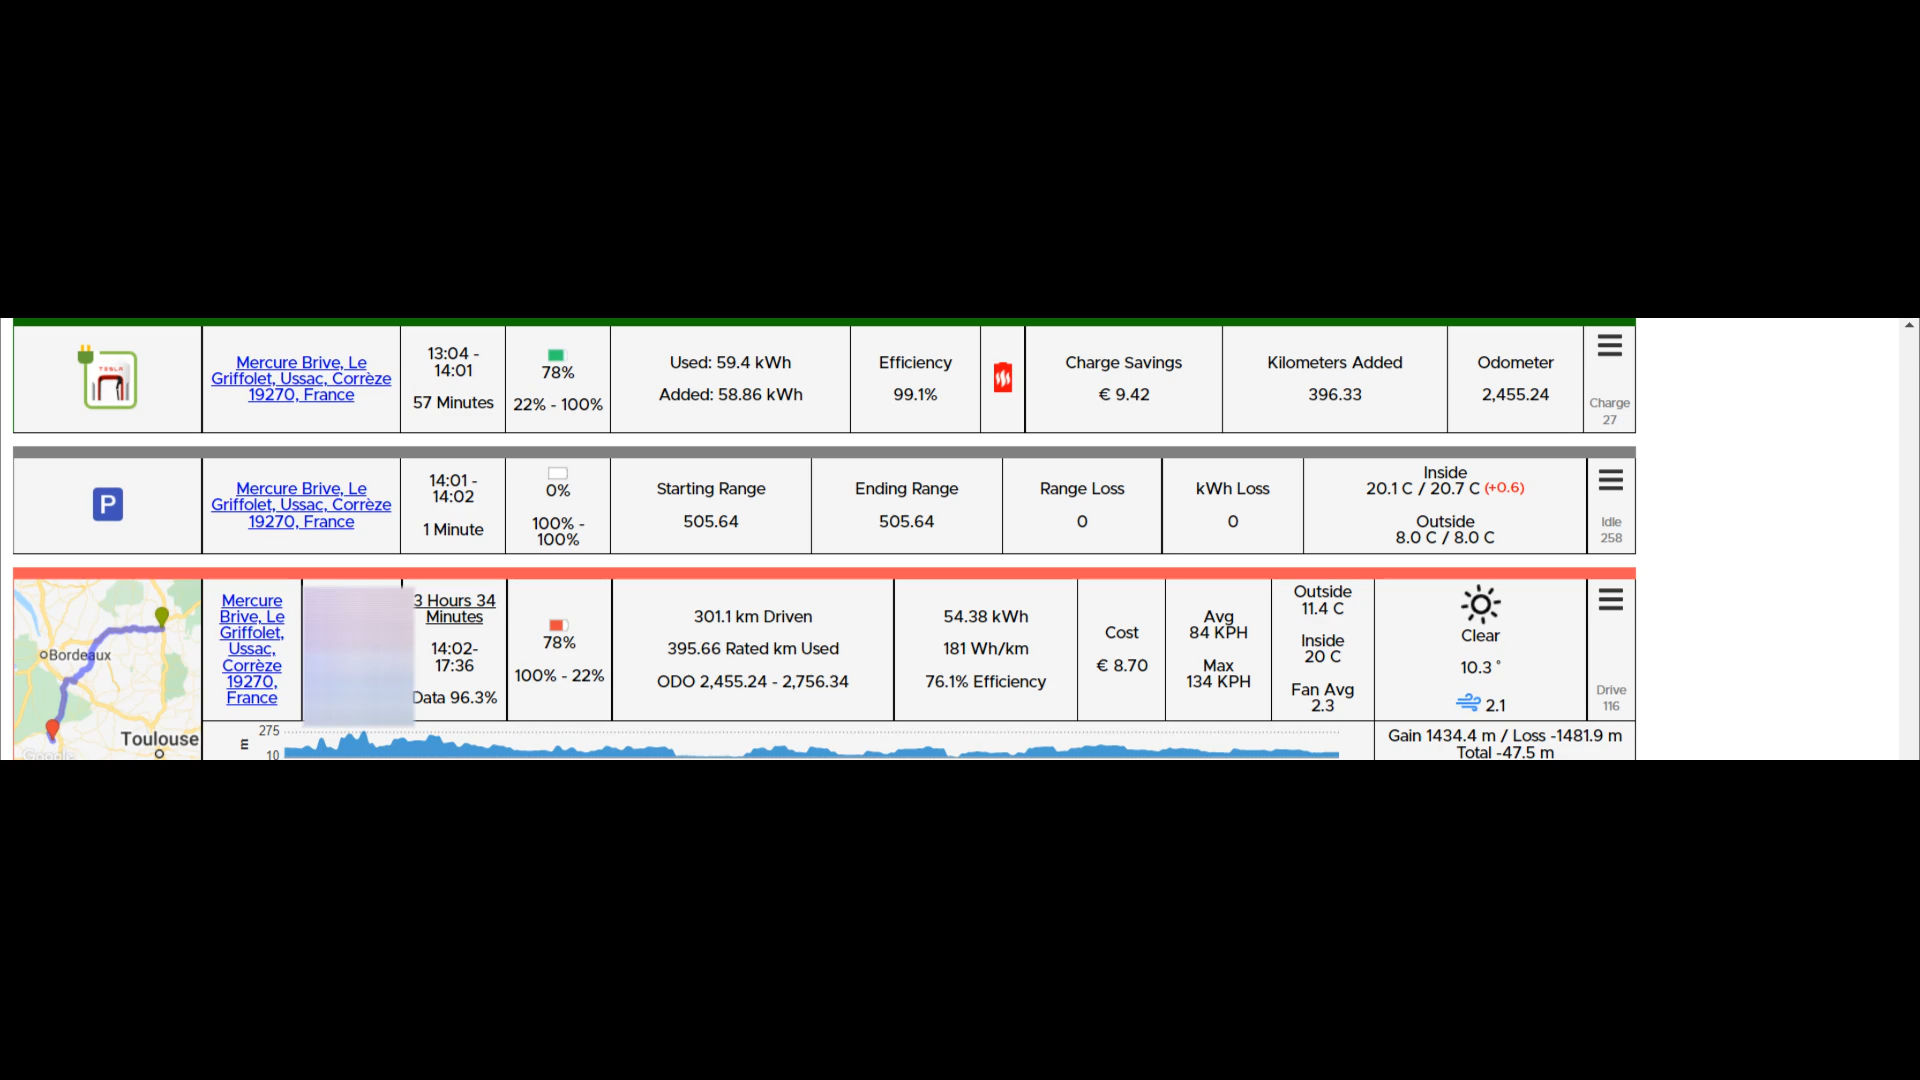 TESLA
Mercure Brive, Le
Griffolet, Ussac, Corrèze
19270, France
13:04 -
14:01
57 Minutes
78%
22% - 100%
Used: 59.4 kWh
Added: 58.86 kWh
Efficiency
99.1%
Charge Savings
€ 9.42
Kilometers Added
396.33
Odometer
2,455.24
Charge
27
P
Mercure Brive, Le
Griffolet, Ussac, Corrèze
19270, France
14:01 -
14:02
1 Minute
0%
100% -
100%
Starting Range
505.64
Ending Range
505.64
Range Loss
0
kWh Loss
0
Inside
20.1 C / 20.7 C (+0.6)
Outside
8.0 C / 8.0 C
Idle
258
Bordeaux
Toulouse
Google
Mercure
Brive, Le
Griffolet,
Ussac,
Corrèze
19270,
France
3 Hours 34
Minutes
14:02-
17:36
Data 96.3%
78%
100% - 22%
301.1 km Driven
395.66 Rated km Used
ODO 2,455.24 - 2,756.34
54.38 kWh
181 Wh/km
76.1% Efficiency
Cost
€ 8.70
Avg
84 KPH
Max
134 KPH
Outside
11.4 C
Inside
20 C
Fan Avg
2.3
Clear
10.3 °
2.1
Drive
116
m
275
10
Gain 1434.4 m / Loss -1481.9 m
Total -47.5 m